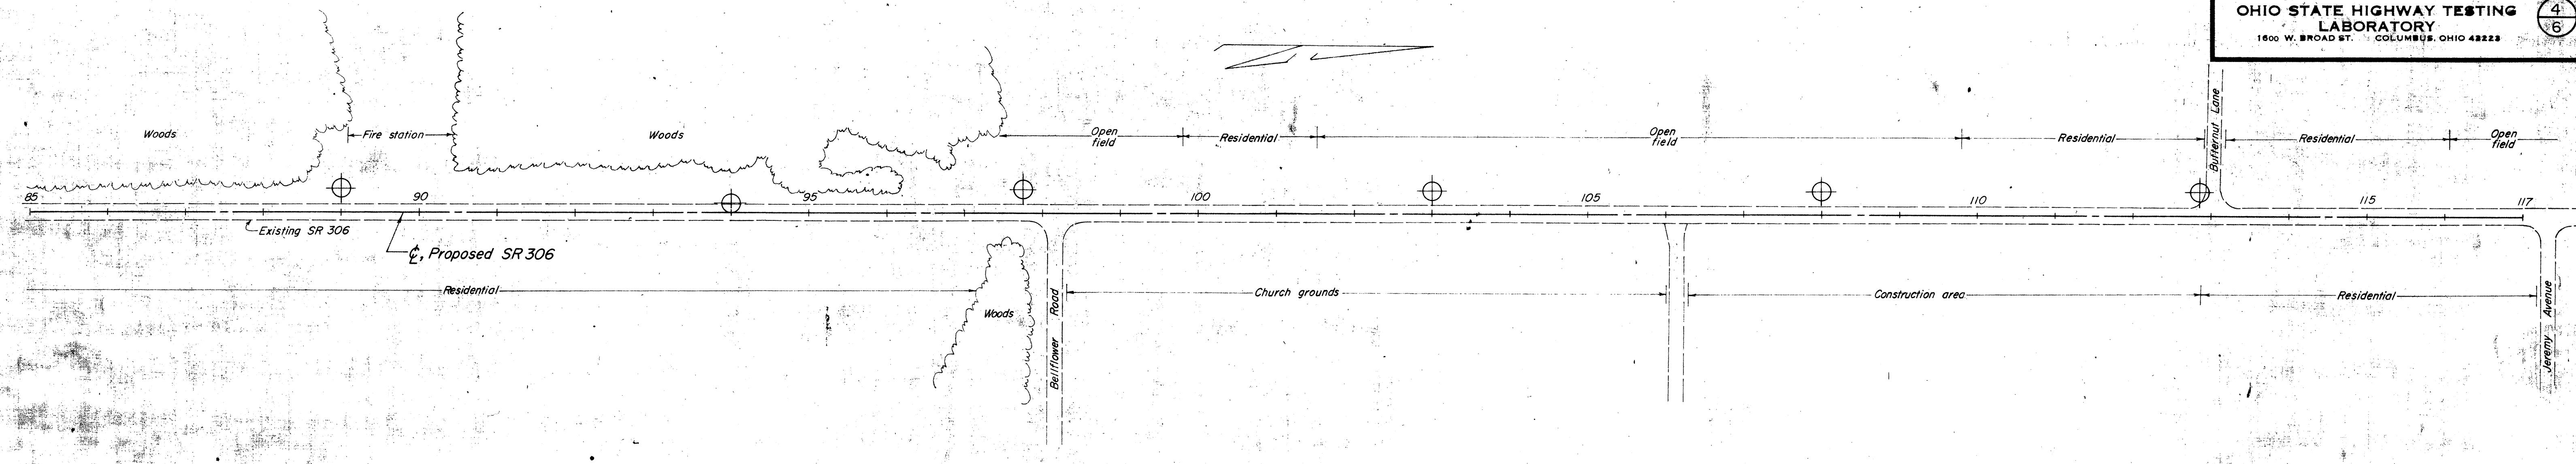 OHIO STATE HIGHWAY TESTING
LABORATORY
1600 W. BROAD ST. COLUMBUS, OHIO 43223
4
6
Woods
Fire station
Woods
Open
field
Residential
Open
field
Residential
Butternut Lane
Residential
Open
field
85
90
95
100
105
110
115
117
Existing SR 306
℄, Proposed SR 306
Residential
Woods
Bellflower Road
Church grounds
Construction area
Residential
Jeremy Avenue